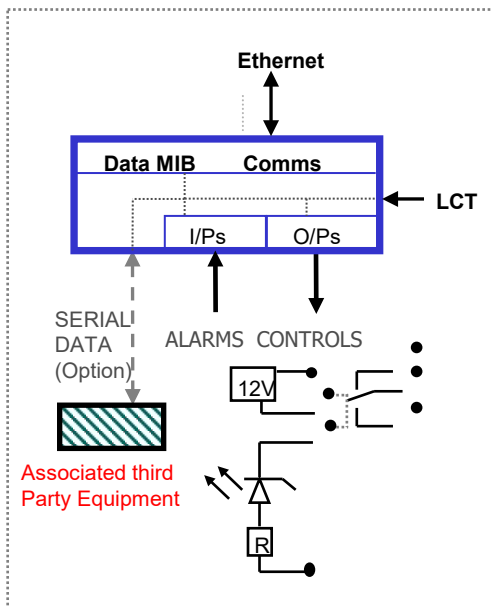 Ethernet
Data MIB Comms
LCT
I/Ps O/Ps
SERIAL
DATA
(Option)
ALARMS CONTROLS
12V
Associated third
Party Equipment
R